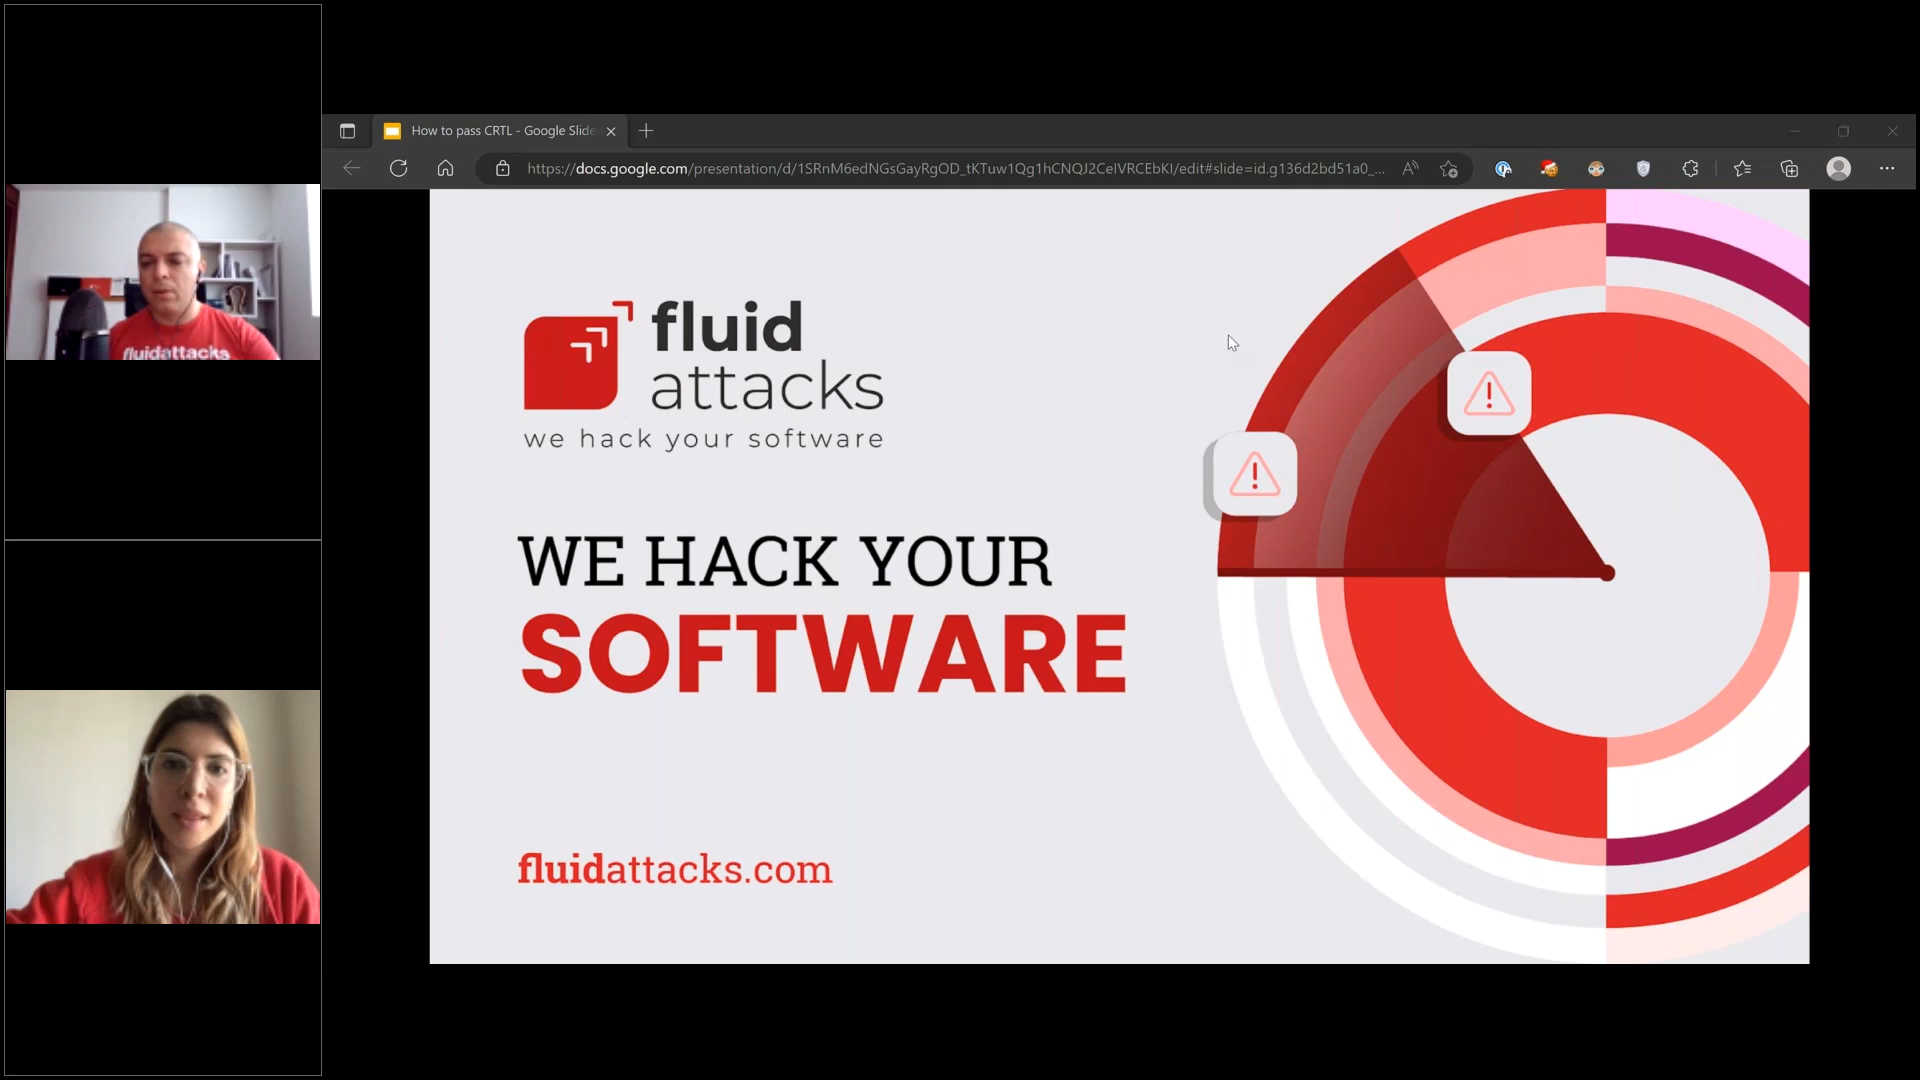 How to pass CRTL - Google Slide
https://docs.google.com/presentation/d/1SRnM6edNGsGayRgOD_tKTuw1Qg1hCNQJ2CeIVRCEbKI/edit#slide=id.g136d2bd51a0_...
fluid
attacks
we hack your software
WE HACK YOUR
SOFTWARE
fluidattacks.com
fluidattacks